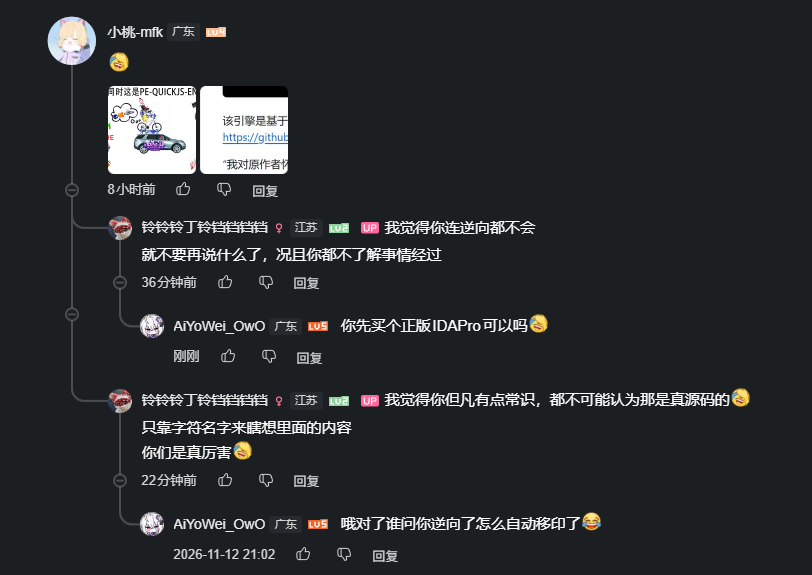 小桃-mfk 广东 LV4
同时这是PE-QUICKJS-EN
该引擎是基于
https://github
“我对原作者怀
8小时前 回复
铃铃铃丁铃铛铛铛铛 ♀ 江苏 LV2 UP 我觉得你连逆向都不会
就不要再说什么了，况且你都不了解事情经过
36分钟前 回复
AiYoWei_OwO 广东 LV5 你先买个正版IDAPro可以吗😂
刚刚 回复
铃铃铃丁铃铛铛铛铛 ♀ 江苏 LV2 UP 我觉得你但凡有点常识，都不可能认为那是真源码的
只靠字符名字来瞎想里面的内容
你们是真厉害
22分钟前 回复
AiYoWei_OwO 广东 LV5 哦对了谁问你逆向了怎么自动移印了😂
2026-11-12 21:02 回复